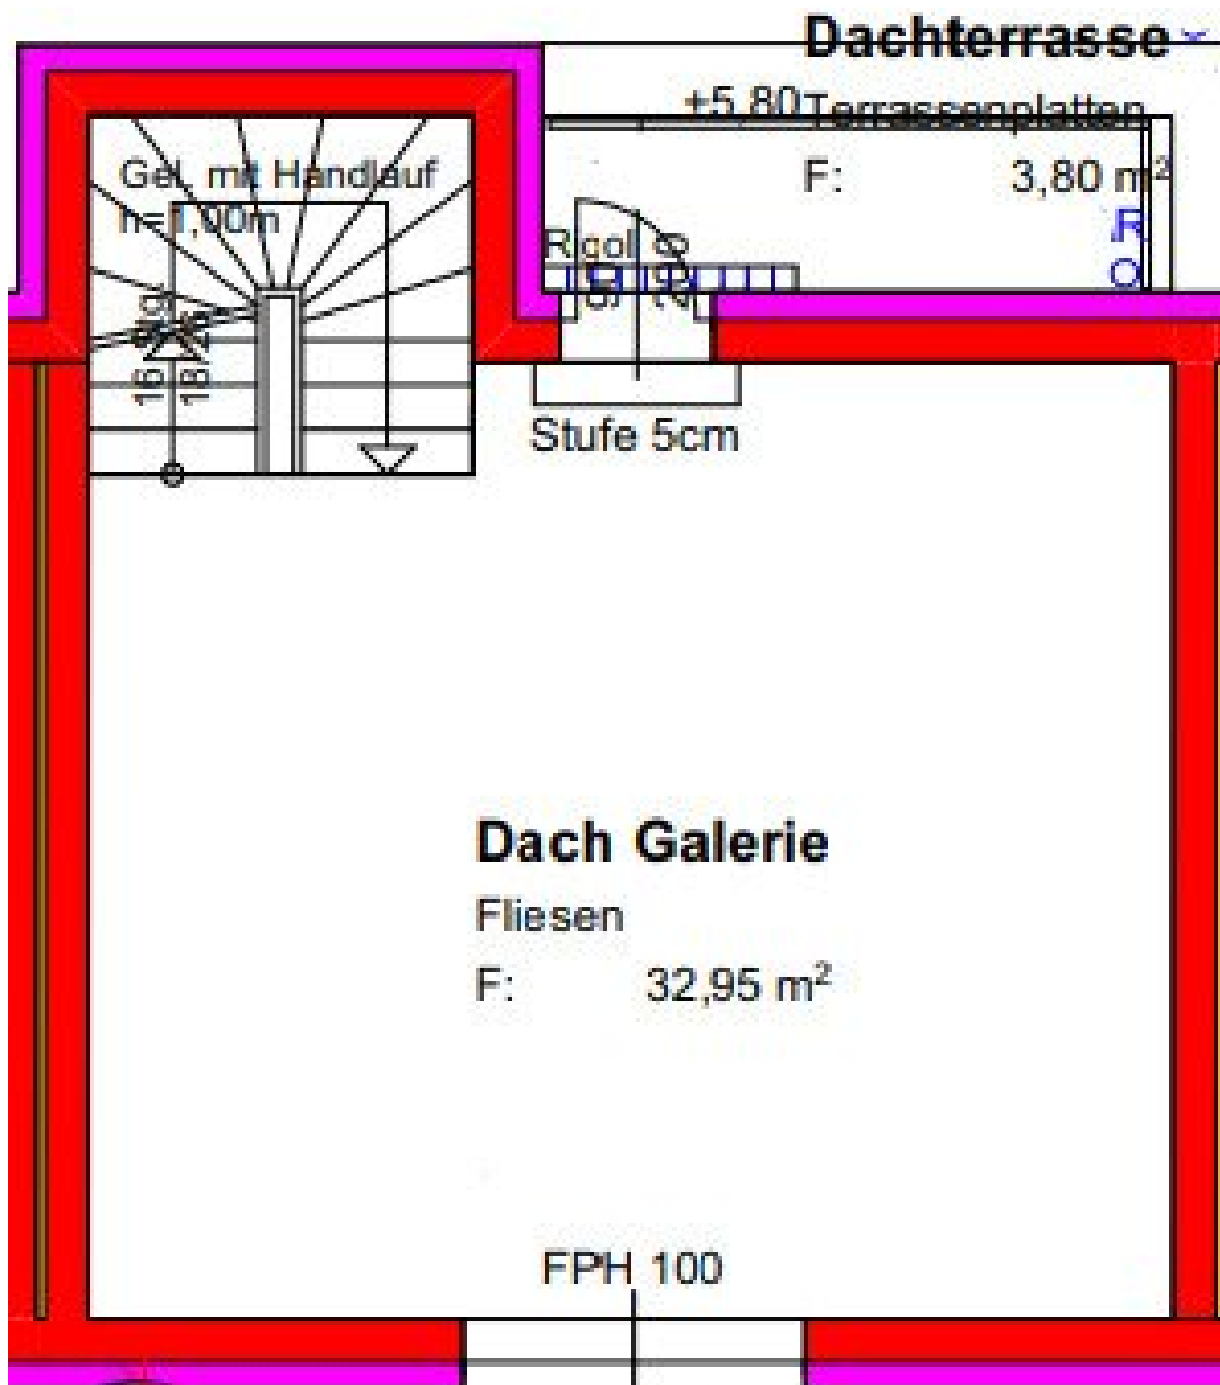 Dachterrasse
+5,80 Terrassenplatten
F: 3,80 m²
Gel. mit Handlauf
h=1,00m
R
O
Rigol
Stufe 5cm
Dach Galerie
Fliesen
F: 32,95 m²
FPH 100